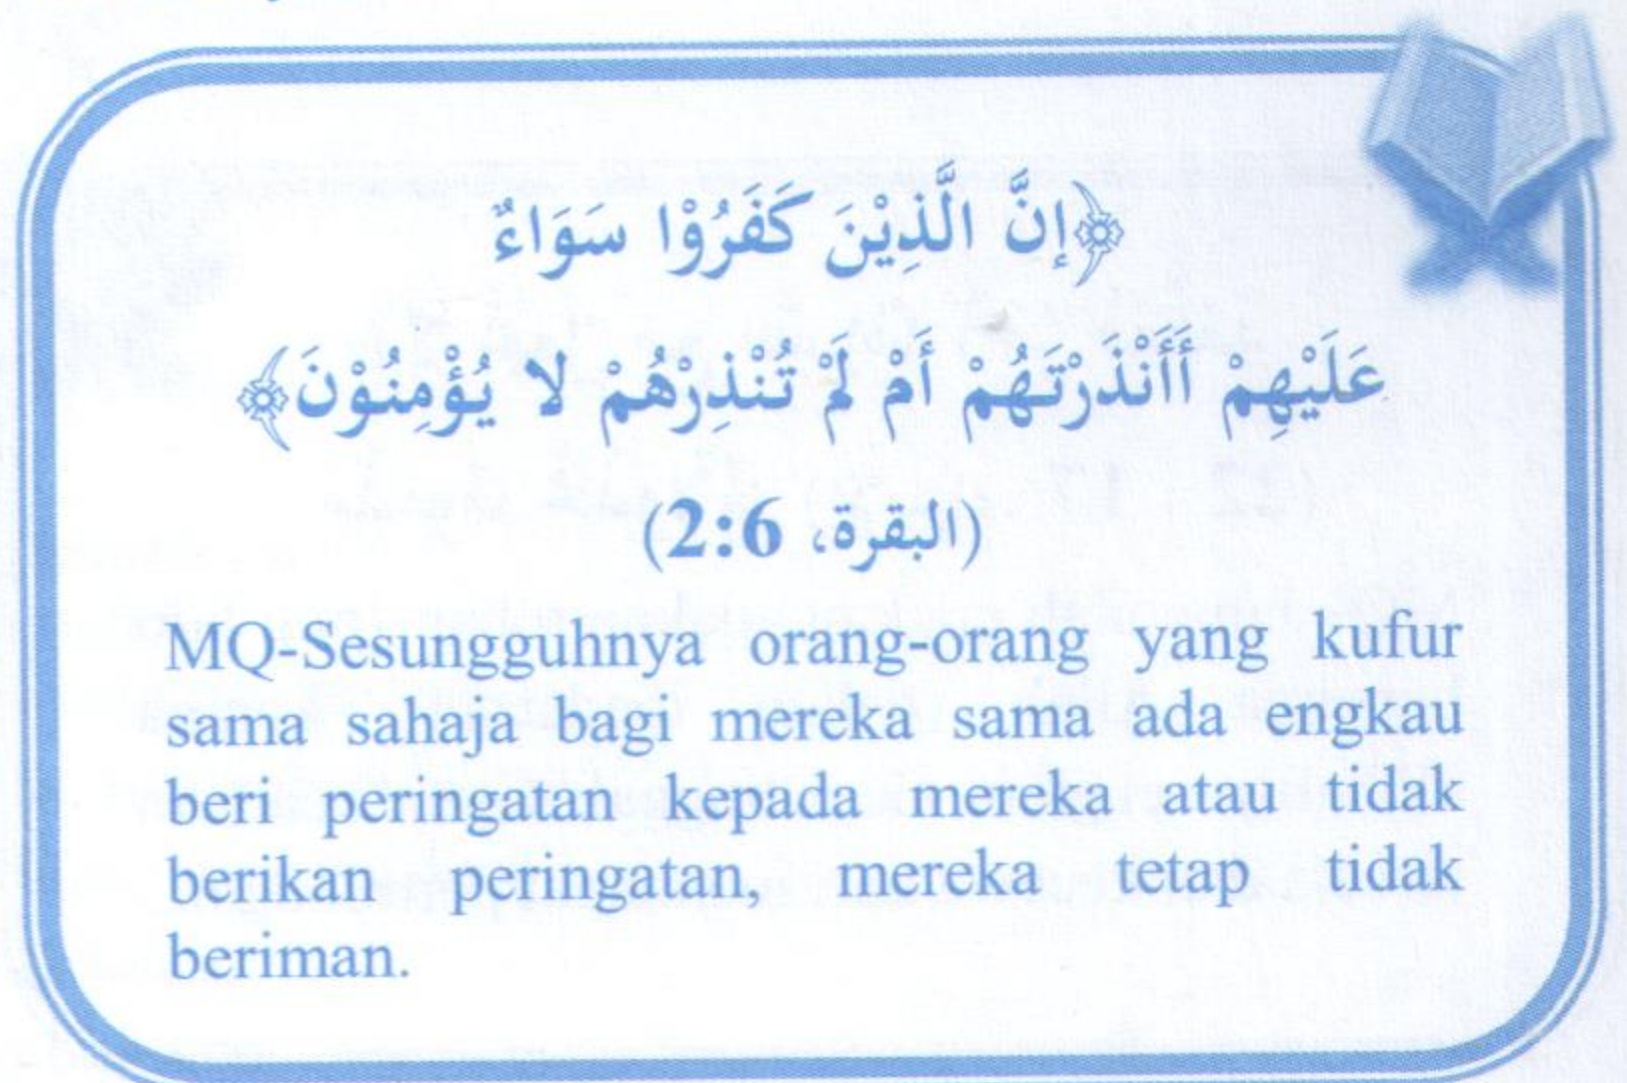 ﴿إِنَّ الَّذِيْنَ كَفَرُوْا سَوَاءٌ
عَلَيْهِمْ أَأَنْذَرْتَهُمْ أَمْ لَمْ تُنْذِرْهُمْ لا يُؤْمِنُوْنَ﴾
(البقرة، 2:6)
MQ-Sesungguhnya orang-orang yang kufur
sama sahaja bagi mereka sama ada engkau
beri peringatan kepada mereka atau tidak
berikan peringatan, mereka tetap tidak
beriman.